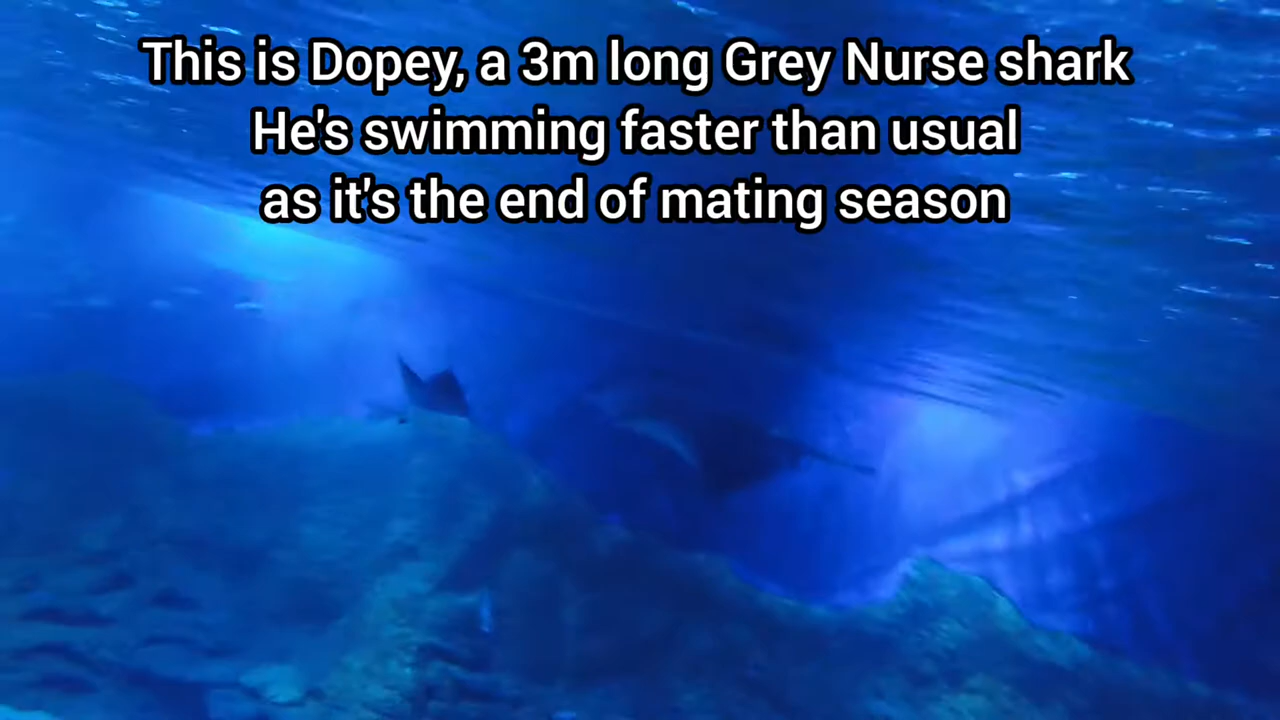 This is Dopey, a 3m long Grey Nurse shark
He's swimming faster than usual
as it's the end of mating season